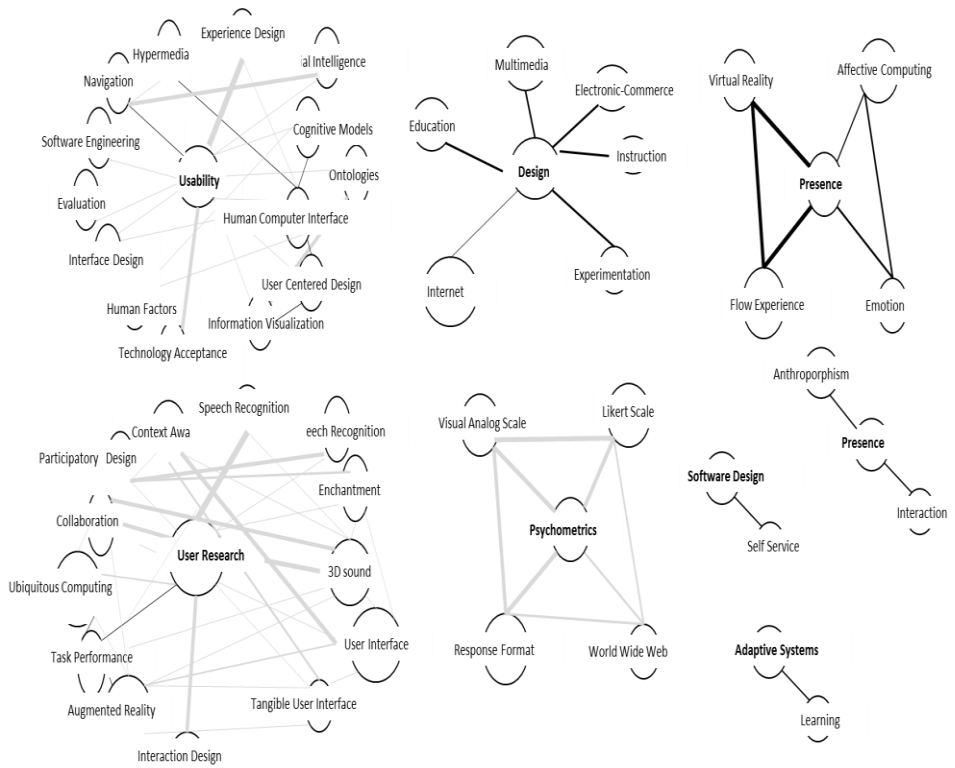 Experience Design
Hypermedia
ial Intelligence
Navigation
Software Engineering
Cognitive Models
Usability
Ontologies
Evaluation
Human Computer Interface
Interface Design
User Centered Design
Human Factors
Information Visualization
Technology Acceptance
Multimedia
Electronic-Commerce
Education
Instruction
Design
Experimentation
Internet
Virtual Reality
Affective Computing
Presence
Flow Experience
Emotion
Speech Recognition
Context Awa
eech Recognition
Participatory Design
Enchantment
Collaboration
User Research
3D sound
Ubiquitous Computing
User Interface
Task Performance
Augmented Reality
Tangible User Interface
Interaction Design
Visual Analog Scale
Likert Scale
Psychometrics
Response Format
World Wide Web
Anthroporphism
Presence
Interaction
Software Design
Self Service
Adaptive Systems
Learning